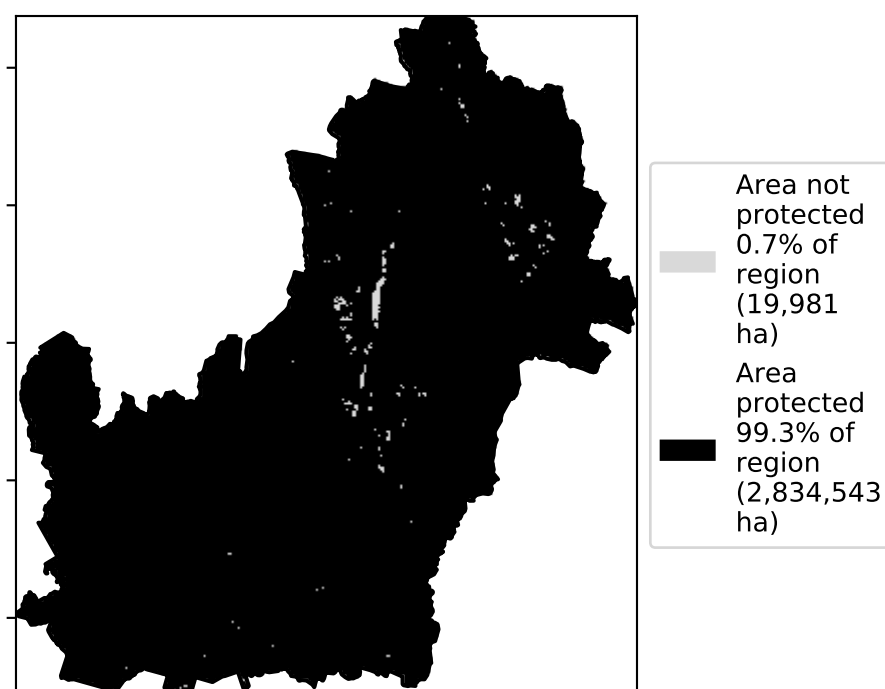 Area not
protected
0.7% of
region
(19,981
ha)
Area
protected
99.3% of
region
(2,834,543
ha)